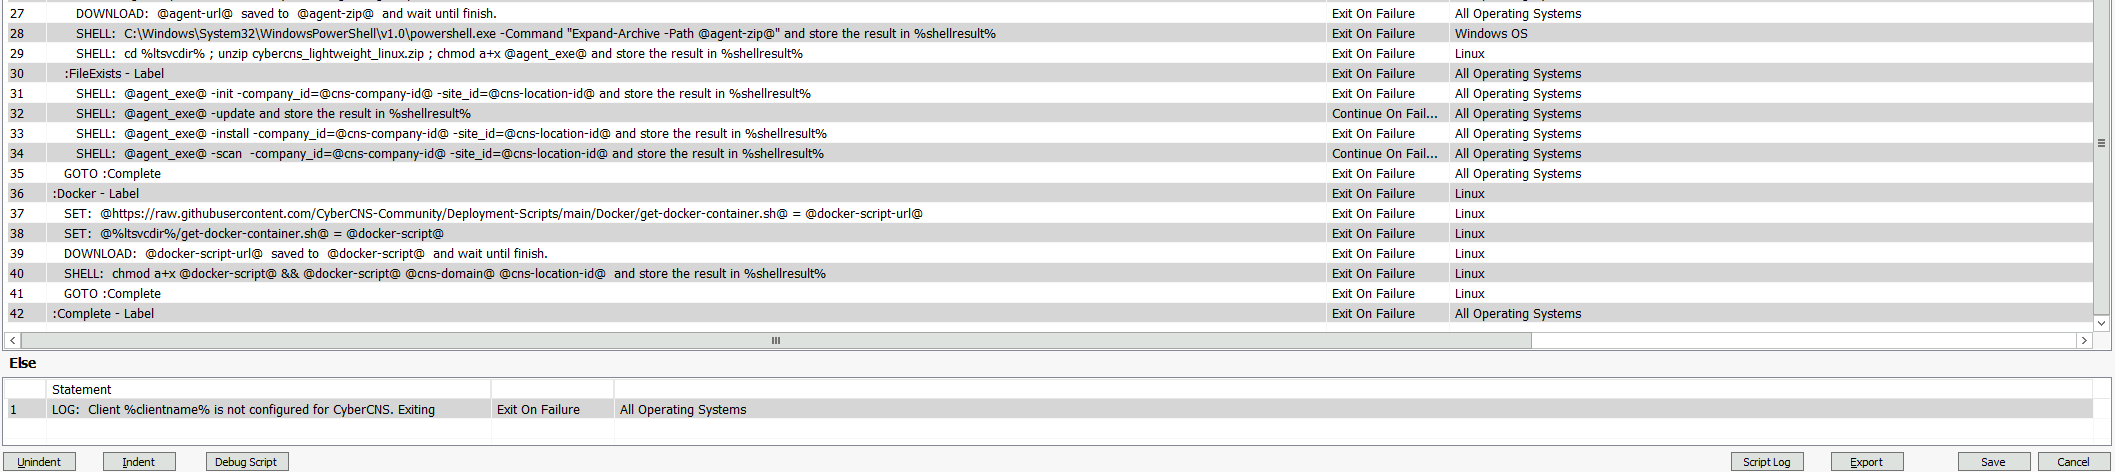 27 DOWNLOAD: @agent-url@ saved to @agent-zip@ and wait until finish. Exit On Failure All Operating Systems
28 SHELL: C:\Windows\System32\WindowsPowerShell\v1.0\powershell.exe -Command "Expand-Archive -Path @agent-zip@" and store the result in %shellresult% Exit On Failure Windows OS
29 SHELL: cd %ltsvcdir% ; unzip cybercns_lightweight_linux.zip ; chmod a+x @agent_exe@ and store the result in %shellresult% Exit On Failure Linux
30 :FileExists - Label Exit On Failure All Operating Systems
31 SHELL: @agent_exe@ -init -company_id=@cns-company-id@ -site_id=@cns-location-id@ and store the result in %shellresult% Exit On Failure All Operating Systems
32 SHELL: @agent_exe@ -update and store the result in %shellresult% Continue On Fail... All Operating Systems
33 SHELL: @agent_exe@ -install -company_id=@cns-company-id@ -site_id=@cns-location-id@ and store the result in %shellresult% Exit On Failure All Operating Systems
34 SHELL: @agent_exe@ -scan -company_id=@cns-company-id@ -site_id=@cns-location-id@ and store the result in %shellresult% Continue On Fail... All Operating Systems
35 GOTO :Complete Exit On Failure All Operating Systems
36 :Docker - Label Exit On Failure Linux
37 SET: @https://raw.githubusercontent.com/CyberCNS-Community/Deployment-Scripts/main/Docker/get-docker-container.sh@ = @docker-script-url@ Exit On Failure Linux
38 SET: @%ltsvcdir%/get-docker-container.sh@ = @docker-script@ Exit On Failure Linux
39 DOWNLOAD: @docker-script-url@ saved to @docker-script@ and wait until finish. Exit On Failure Linux
40 SHELL: chmod a+x @docker-script@ && @docker-script@ @cns-domain@ @cns-location-id@ and store the result in %shellresult% Exit On Failure Linux
41 GOTO :Complete Exit On Failure Linux
42 :Complete - Label Exit On Failure All Operating Systems
Else
Statement
1 LOG: Client %clientname% is not configured for CyberCNS. Exiting Exit On Failure All Operating Systems
Unindent Indent Debug Script Script Log Export Save Cancel